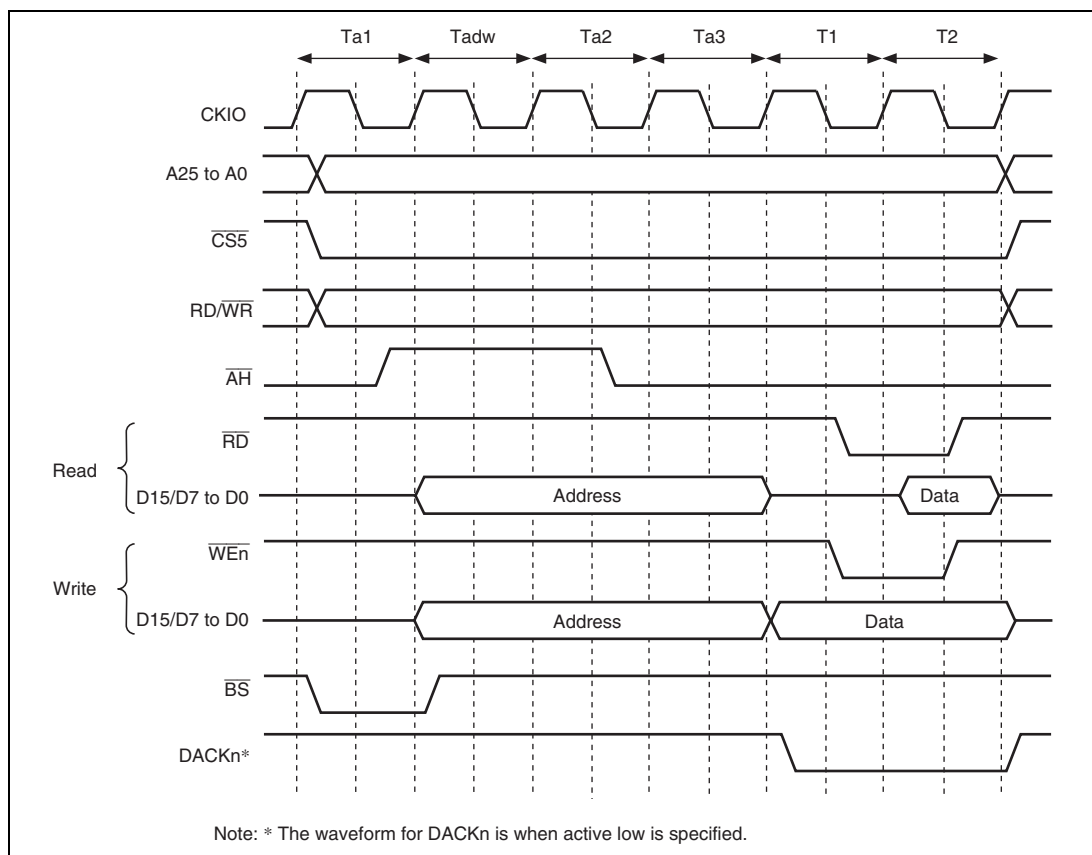 Ta1 Tadw Ta2 Ta3 T1 T2
CKIO
A25 to A0
CS5
RD/WR
AH
RD
Read
D15/D7 to D0 Address Data
WEn
Write
D15/D7 to D0 Address Data
BS
DACKn*
Note: * The waveform for DACKn is when active low is specified.